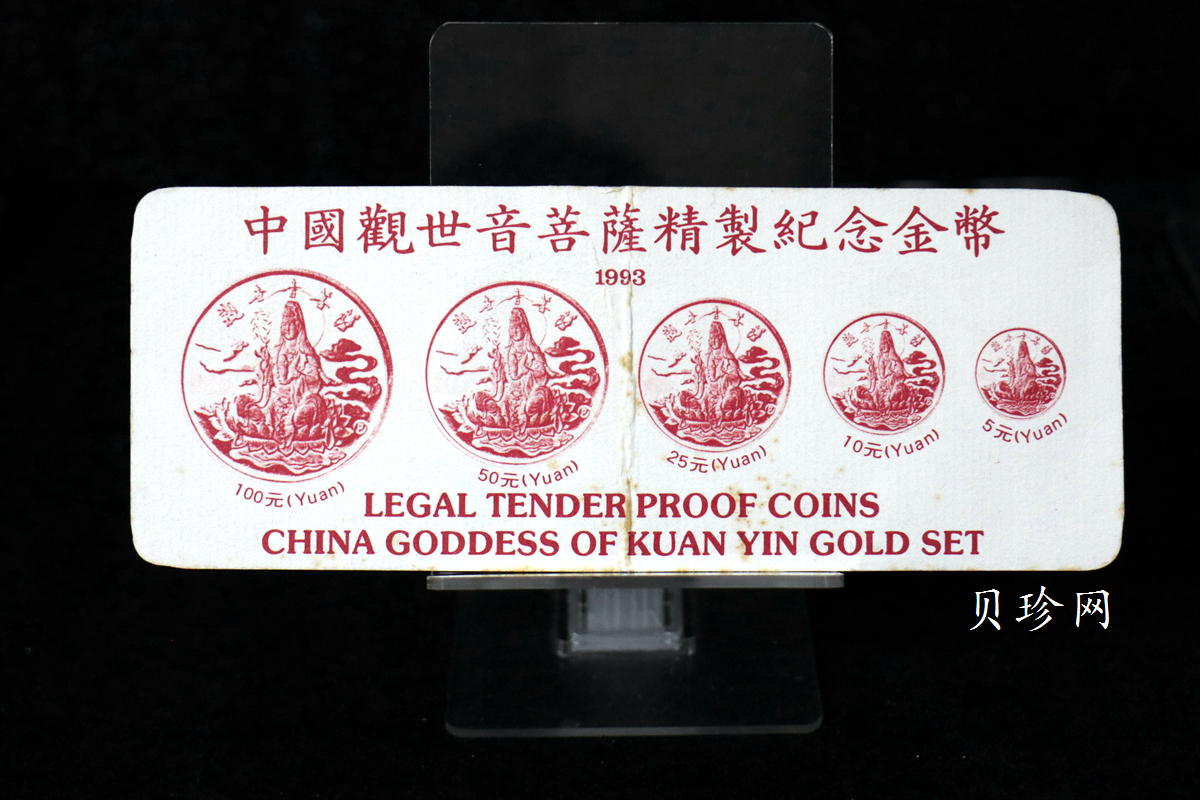 中國觀世音菩薩精製紀念金幣
1993
100元(Yuan)
50元(Yuan)
25元(Yuan)
10元(Yuan)
5元(Yuan)
LEGAL TENDER PROOF COINS
CHINA GODDESS OF KUAN YIN GOLD SET
贝珍网